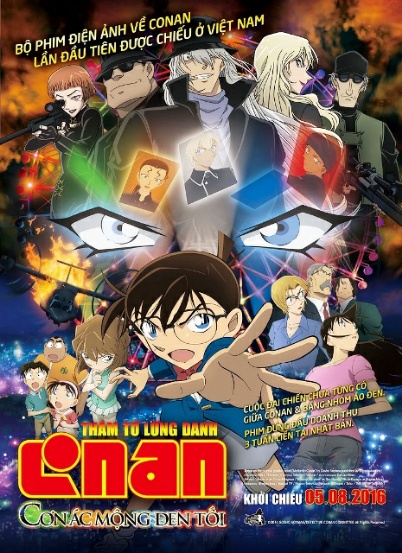 BỘ PHIM ĐIỆN ẢNH VỀ CONAN
LẦN ĐẦU TIÊN ĐƯỢC CHIẾU Ở VIỆT NAM
CUỘC ĐẠI CHIẾN CHƯA TỪNG CÓ
GIỮA CONAN & BĂNG NHÓM ÁO ĐEN.
PHIM ĐỨNG ĐẦU DOANH THU
3 TUẦN LIÊN TẠI NHẬT BẢN.
THÁM TỬ LỪNG DANH
CONAN
CƠN ÁC MỘNG ĐEN TỐI
KHỞI CHIẾU 05.08.2016